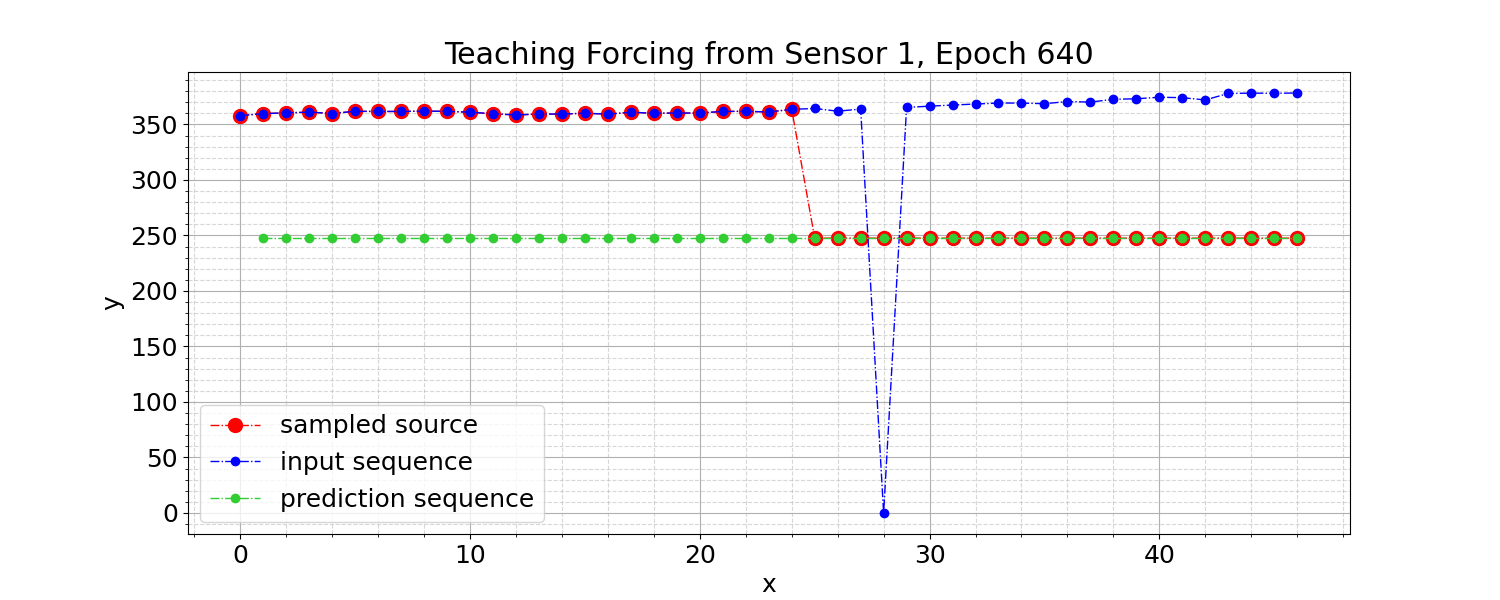 Teaching Forcing from Sensor 1, Epoch 640
y
350
300
250
200
150
100
50
0
sampled source
input sequence
prediction sequence
0 10 20 30 40
x